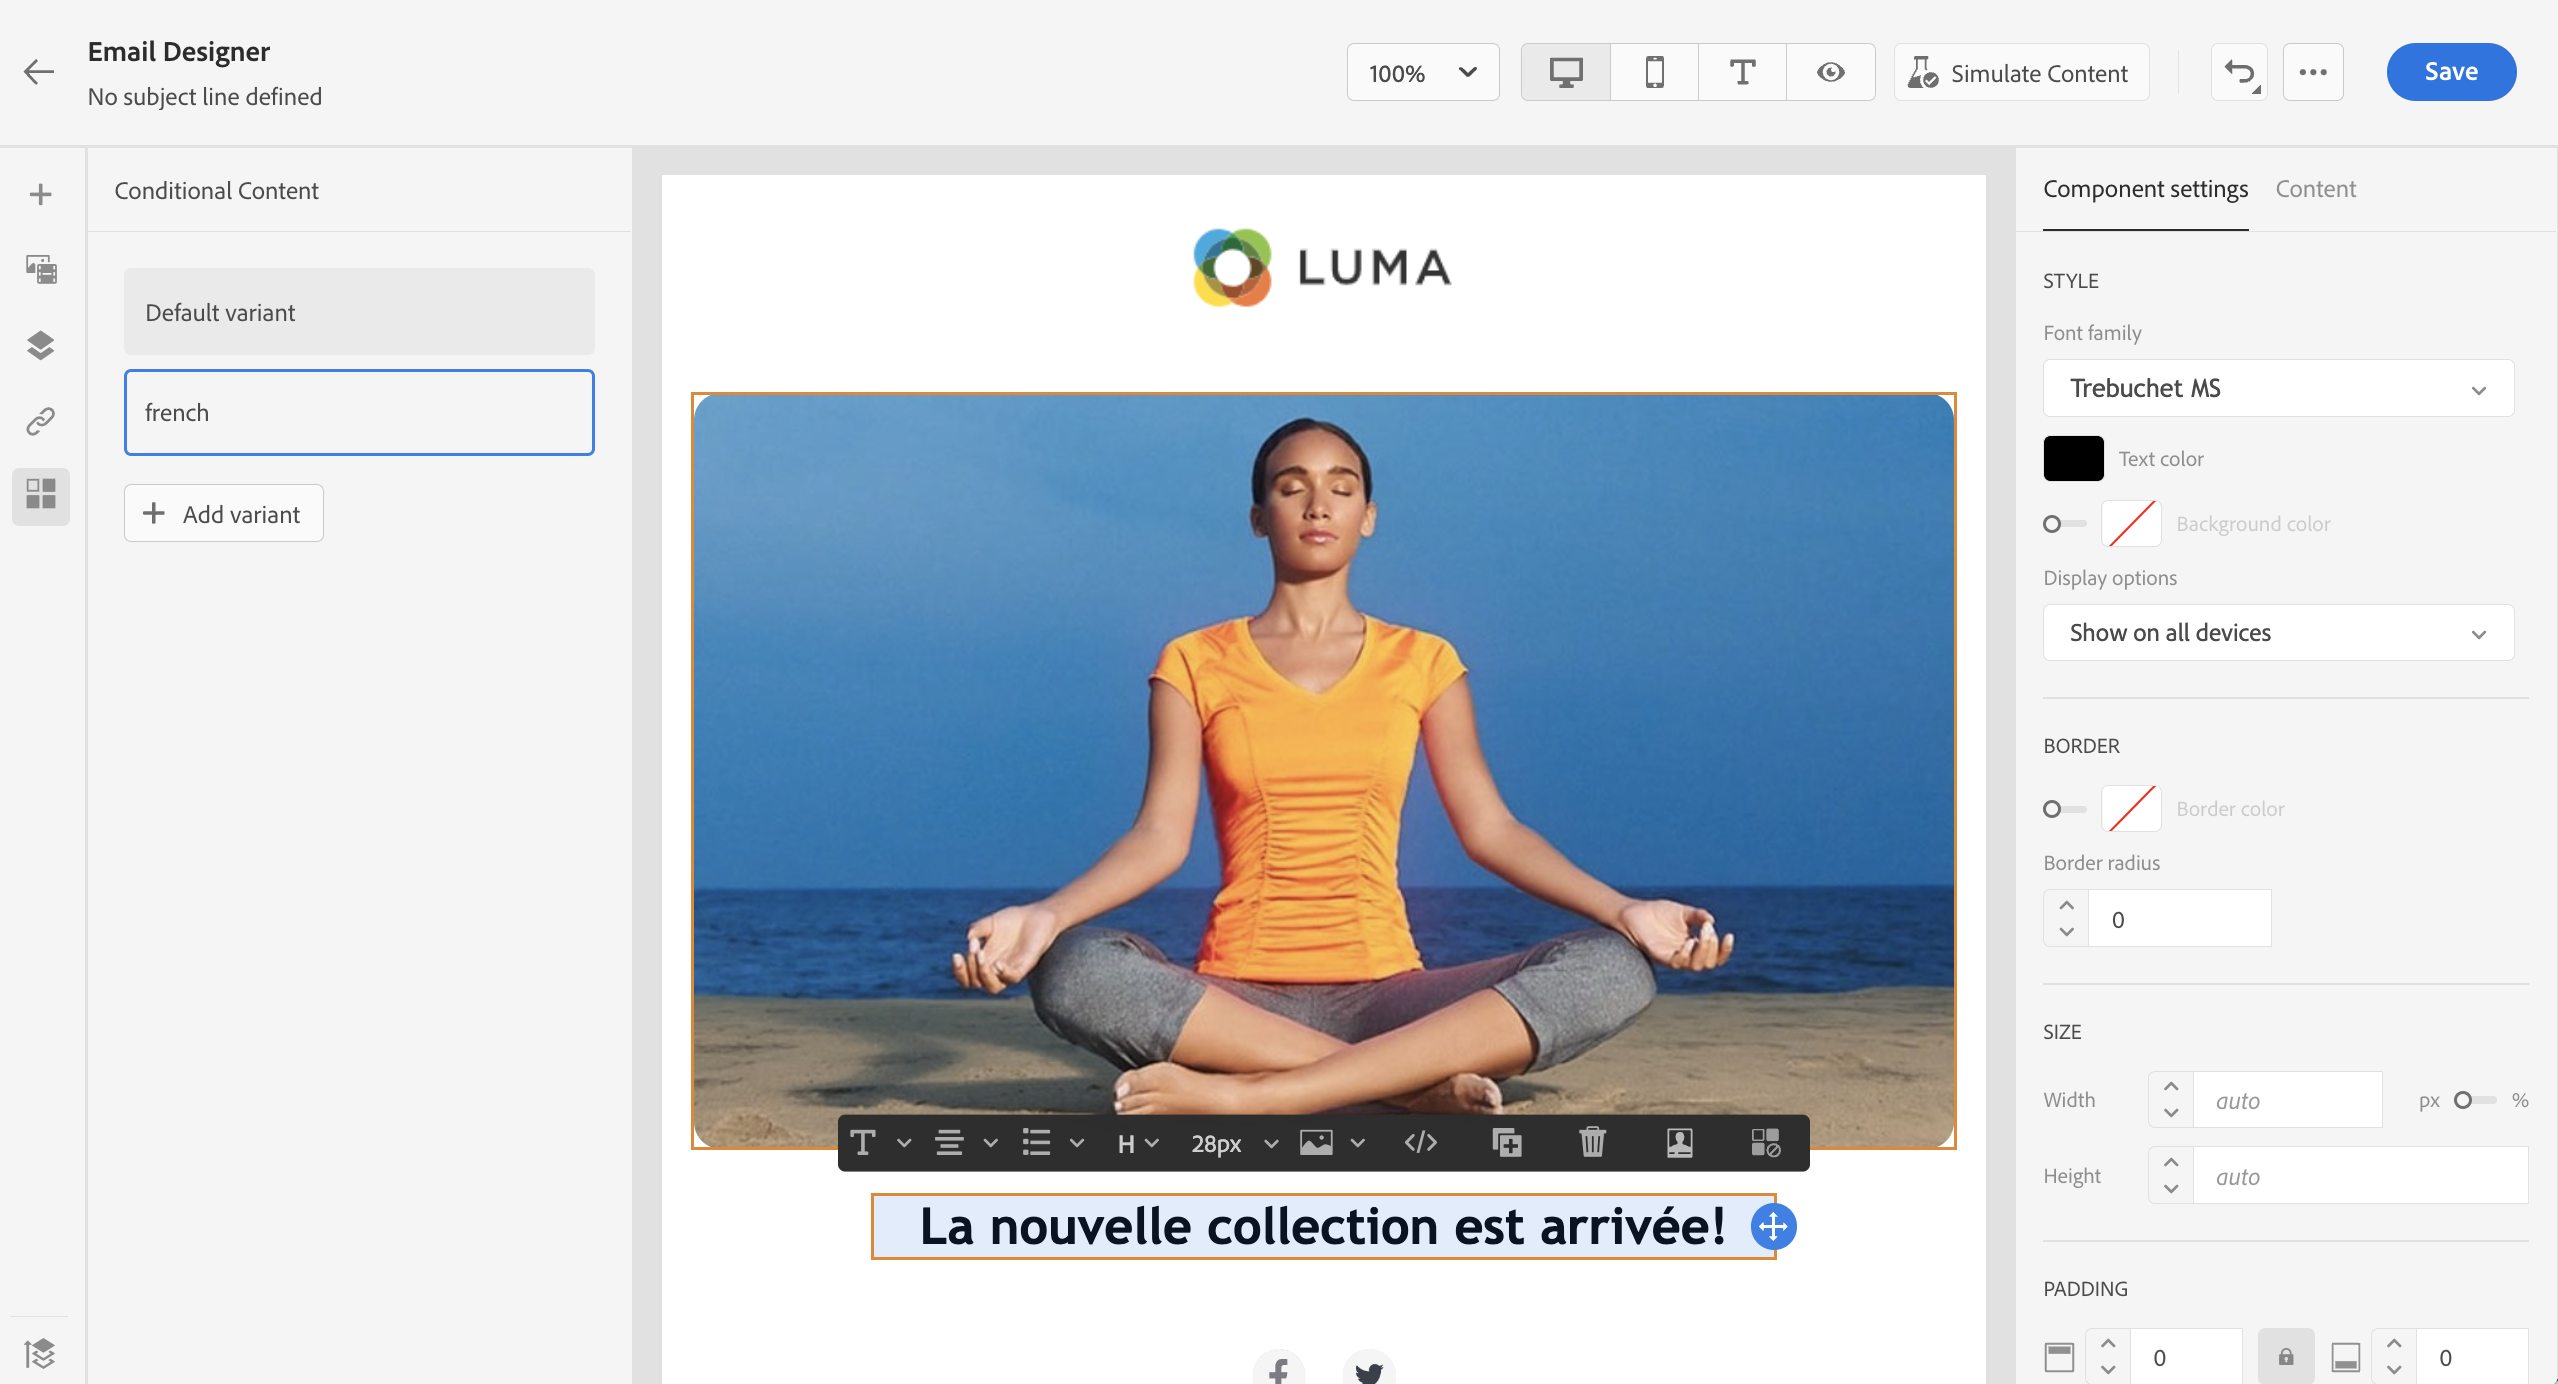 Email Designer
No subject line defined
100%
Simulate Content
Save
Conditional Content
Default variant
french
Add variant
LUMA
H
28px
La nouvelle collection est arrivée!
Component settings
Content
STYLE
Font family
Trebuchet MS
Text color
Background color
Display options
Show on all devices
BORDER
Border color
Border radius
0
SIZE
Width
auto
px
%
Height
auto
PADDING
0
0